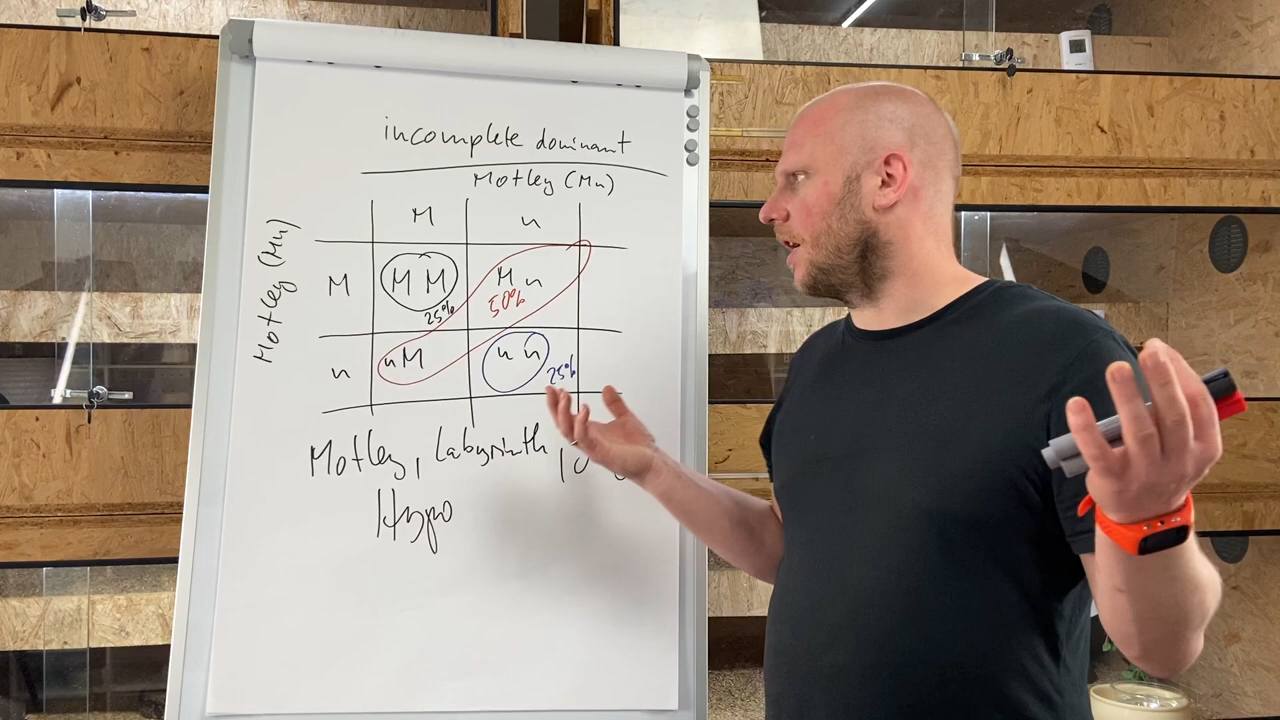 incomplete dominant
Motley (Mn)
M n
Motley (Mn)
M MM 25% Mn 50%
n nM nn 25%
Motley, Labyrinth,
Hypo